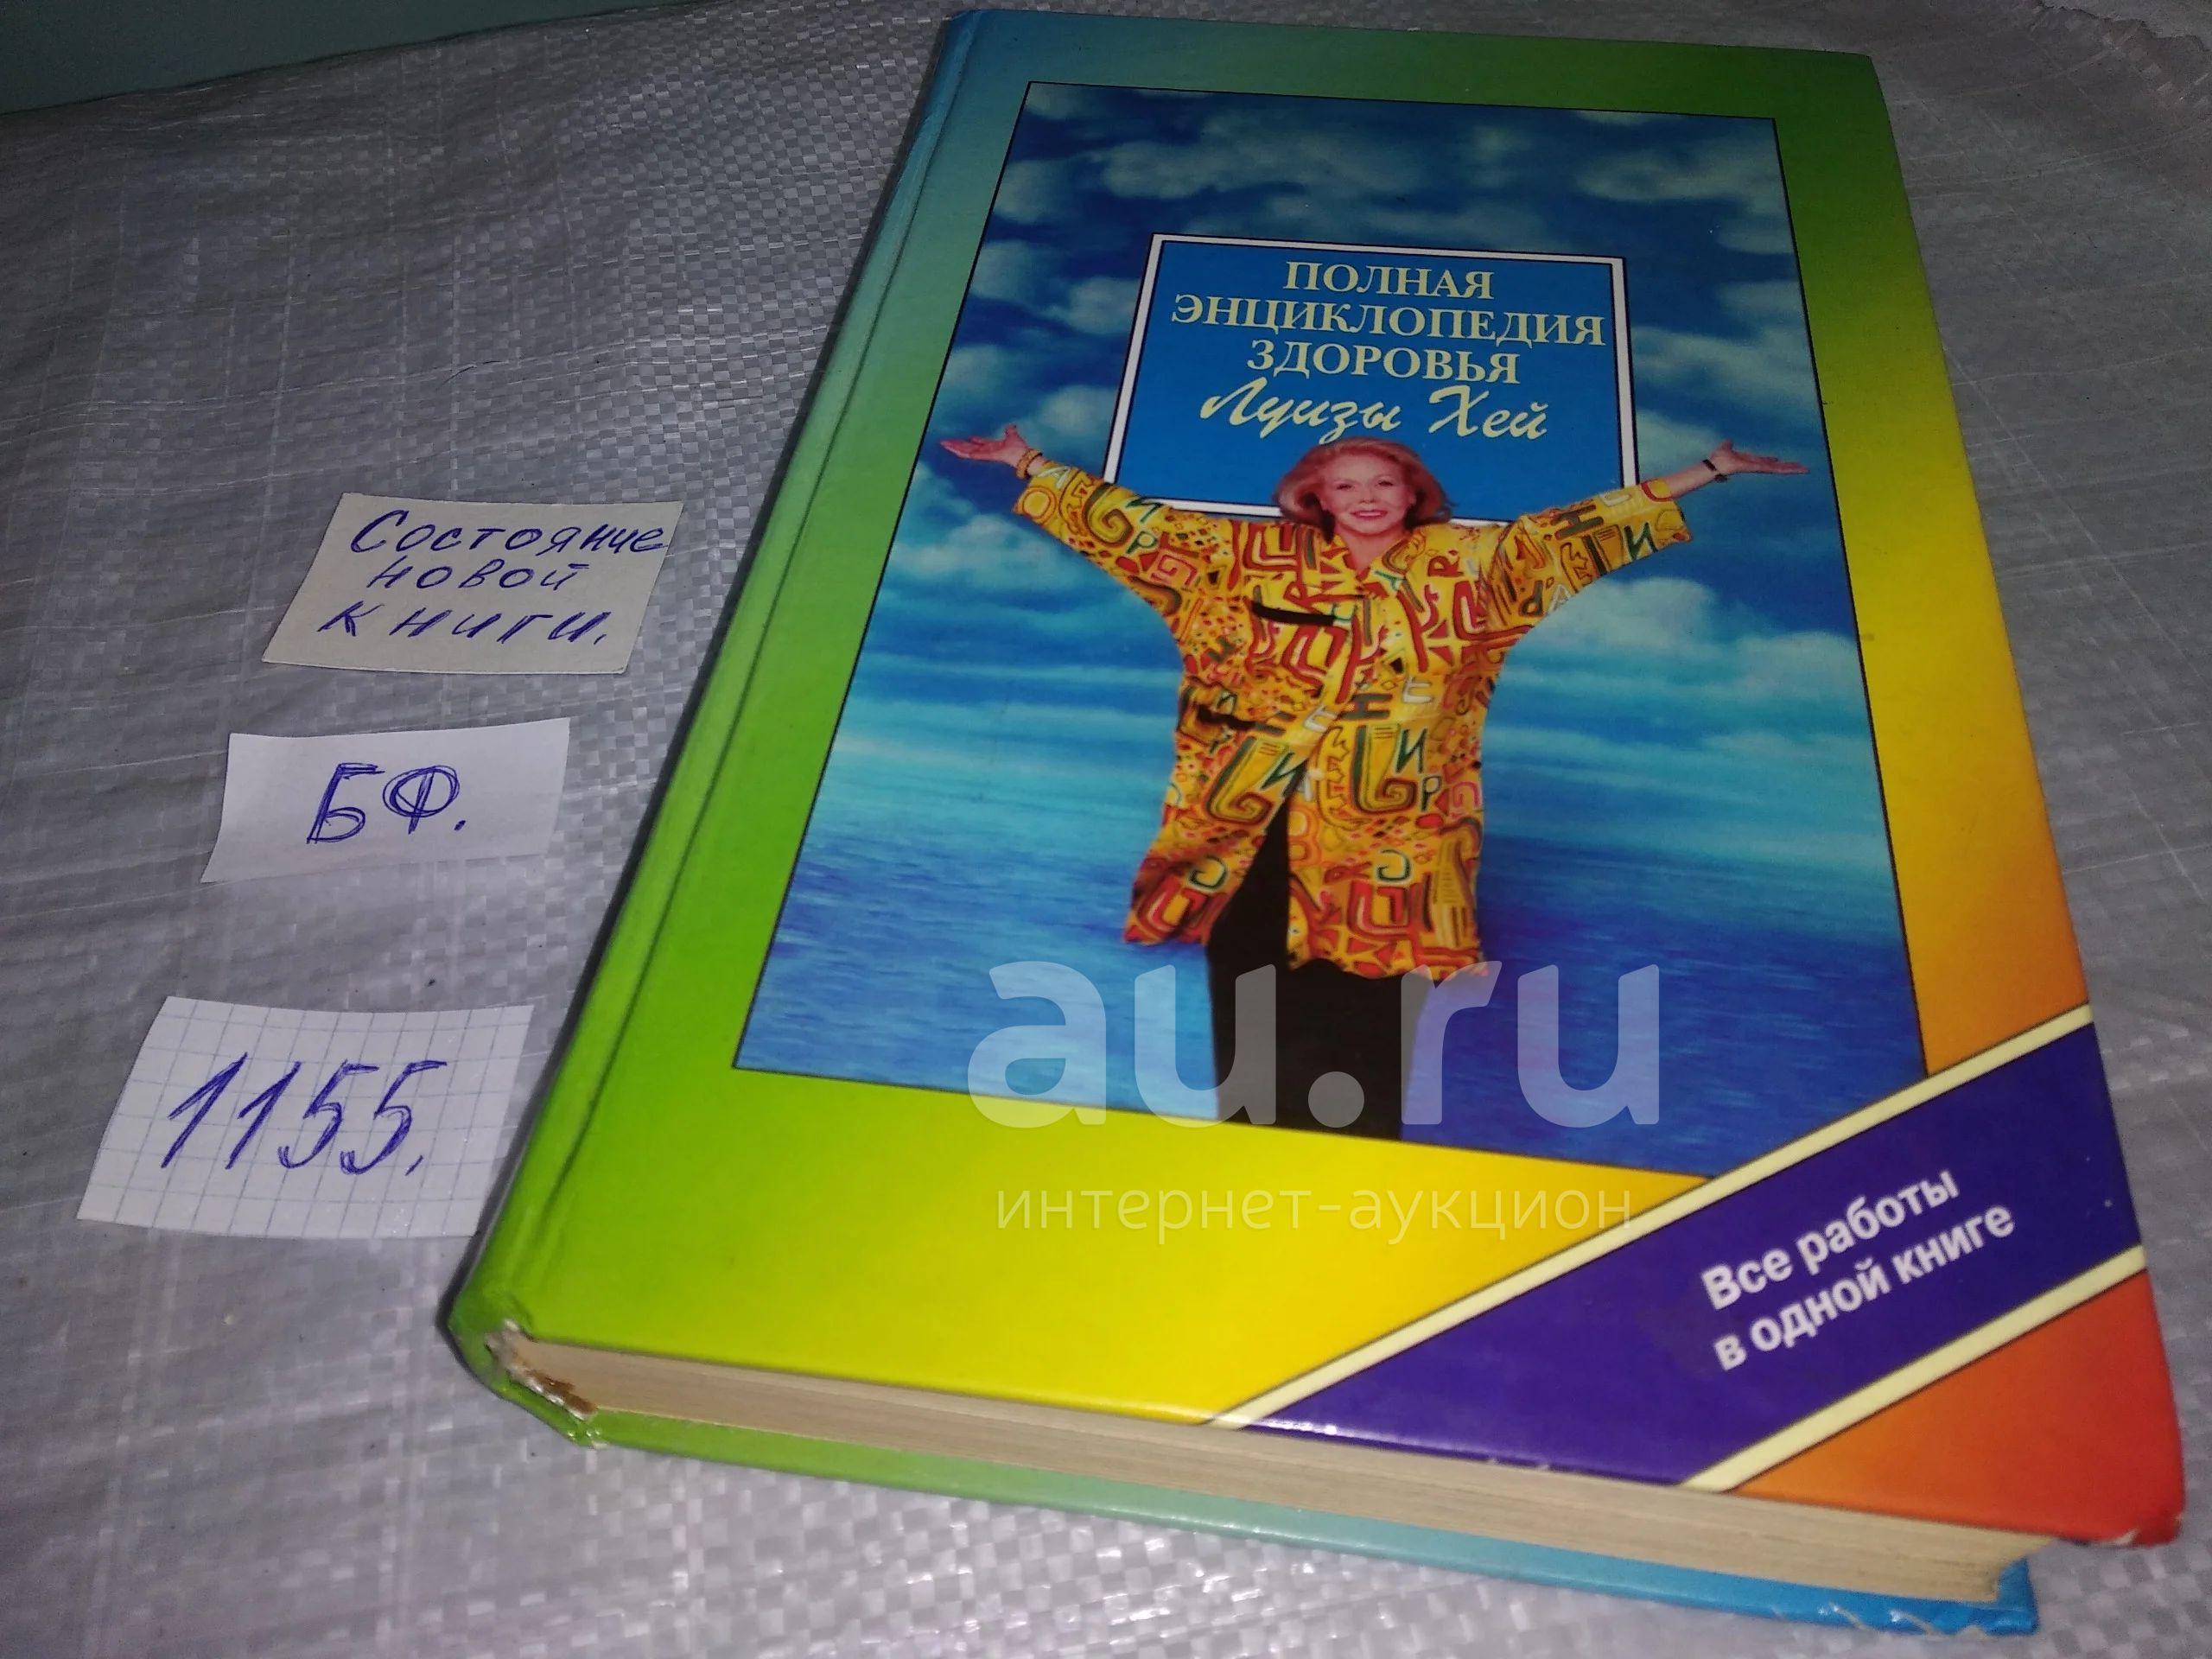 ПОЛНАЯ
ЭНЦИКЛОПЕДИЯ
ЗДОРОВЬЯ
Луизы Хей
Состояние
новой
книги.
БФ.
1155.
au.ru
интернет-аукцион
Все работы
в одной книге